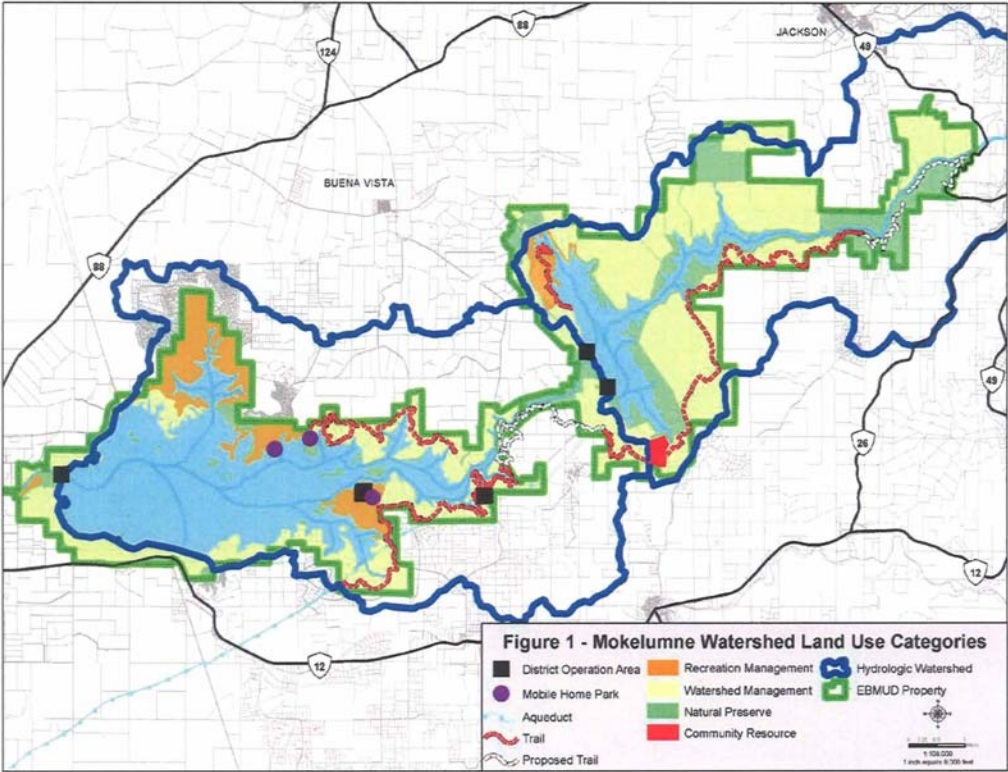 88
124
JACKSON
49
BUENA VISTA
88
49
26
12
12
Figure 1 - Mokelumne Watershed Land Use Categories
District Operation Area
Mobile Home Park
Aqueduct
Trail
Proposed Trail
Recreation Management
Watershed Management
Natural Preserve
Community Resource
Hydrologic Watershed
EBMUD Property